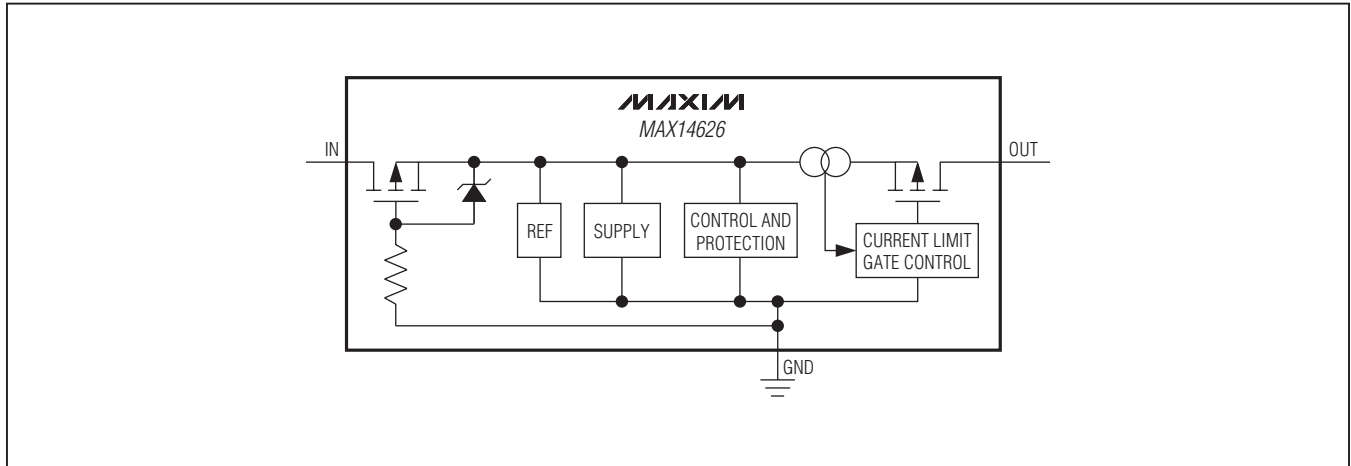 MAXIM
MAX14626
IN
OUT
REF
SUPPLY
CONTROL AND
PROTECTION
CURRENT LIMIT
GATE CONTROL
GND